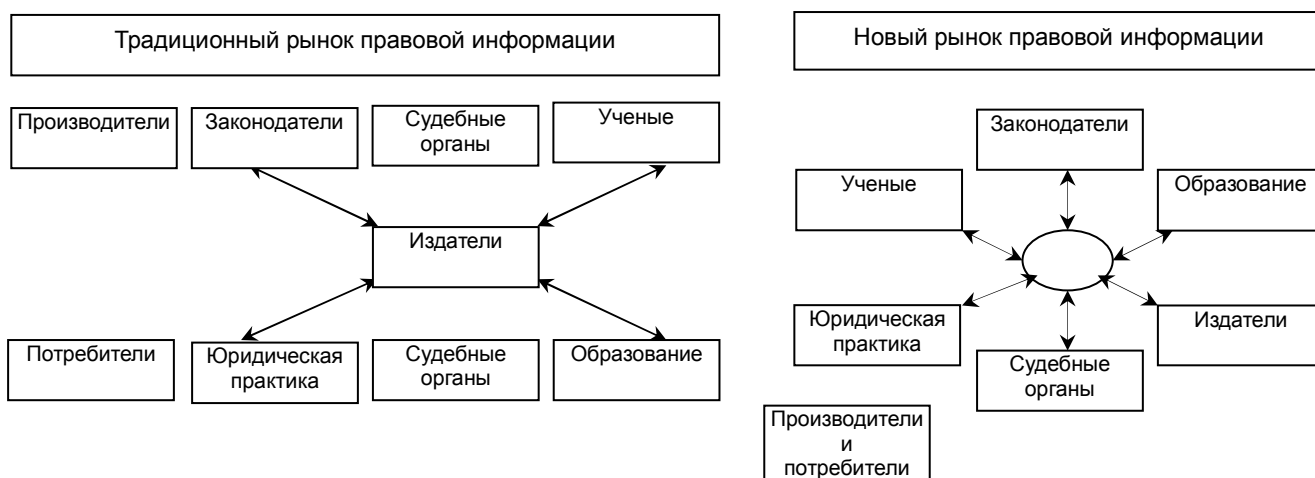 Традиционный рынок правовой информации
Производители
Законодатели
Судебные
органы
Ученые
Издатели
Потребители
Юридическая
практика
Судебные
органы
Образование
Новый рынок правовой информации
Законодатели
Ученые
Образование
Юридическая
практика
Издатели
Судебные
органы
Производители
и
потребители